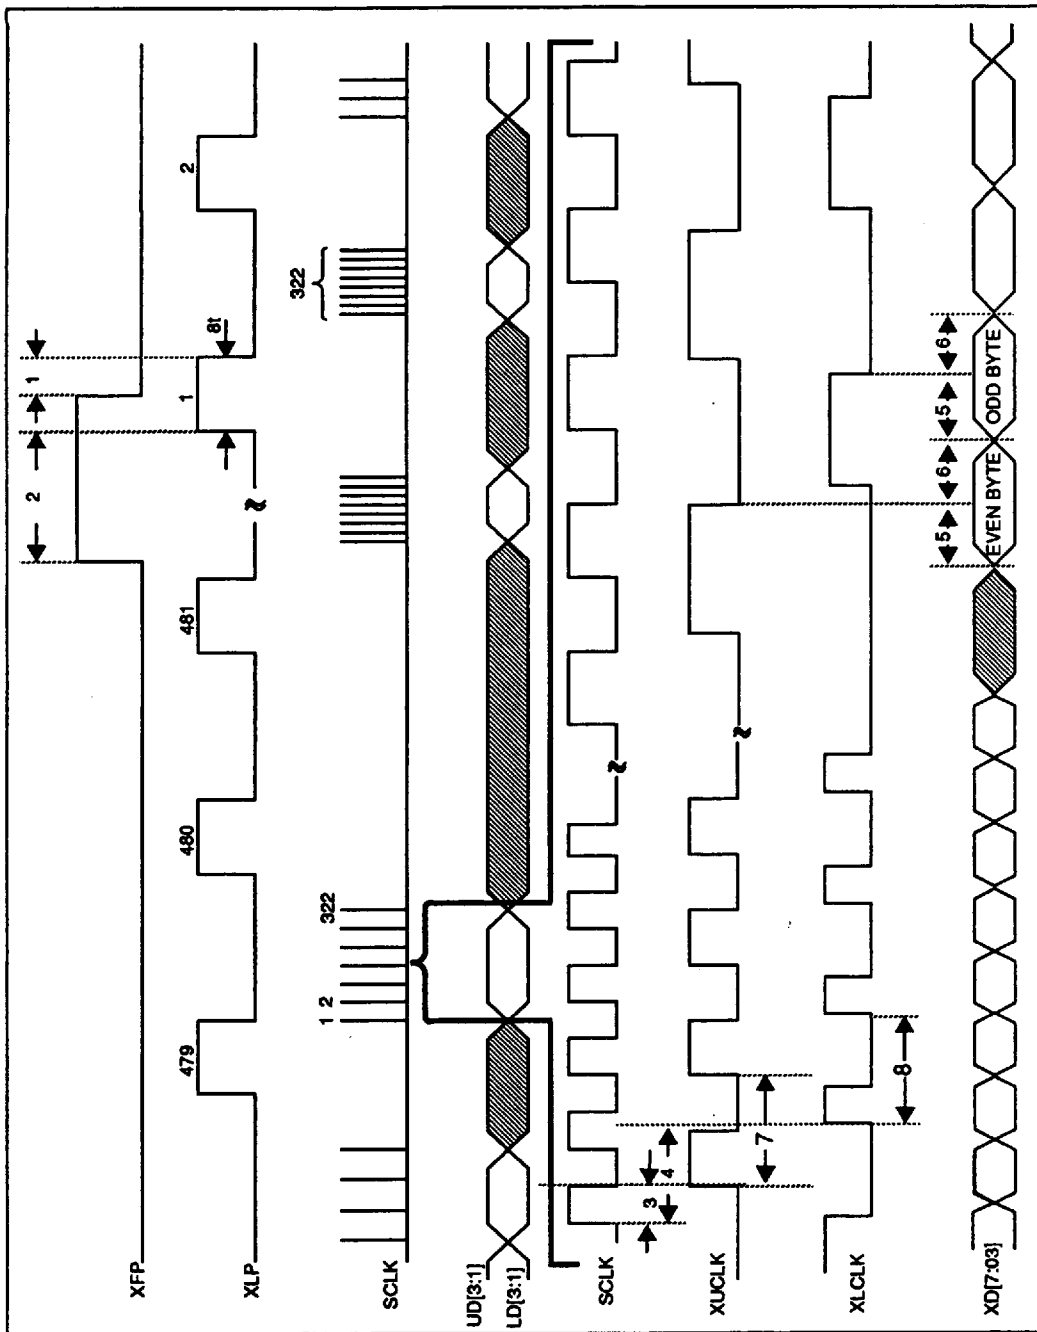 XFP
2
1
XLP
479
480
481
1
8t
2
SCLK
1 2
322
322
UD[3:1]
LD[3:1]
SCLK
3
4
XUCLK
7
XLCLK
8
XD[7:03]
5
6
5
6
EVEN BYTE
ODD BYTE